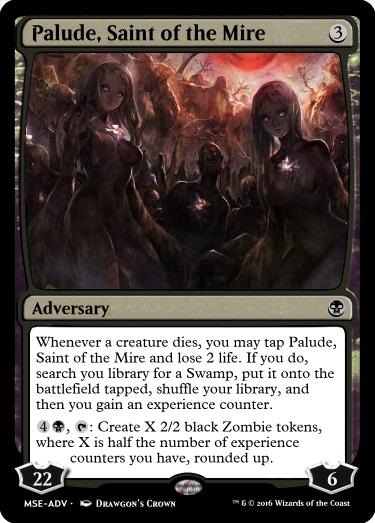 Palude, Saint of the Mire 3
Adversary
Whenever a creature dies, you may tap Palude,
Saint of the Mire and lose 2 life. If you do,
search you library for a Swamp, put it onto the
battlefield tapped, shuffle your library, and
then you gain an experience counter.
4, : Create X 2/2 black Zombie tokens,
where X is half the number of experience
counters you have, rounded up.
22
6
MSE-ADV · Drawgon's Crown
™ & © 2016 Wizards of the Coast